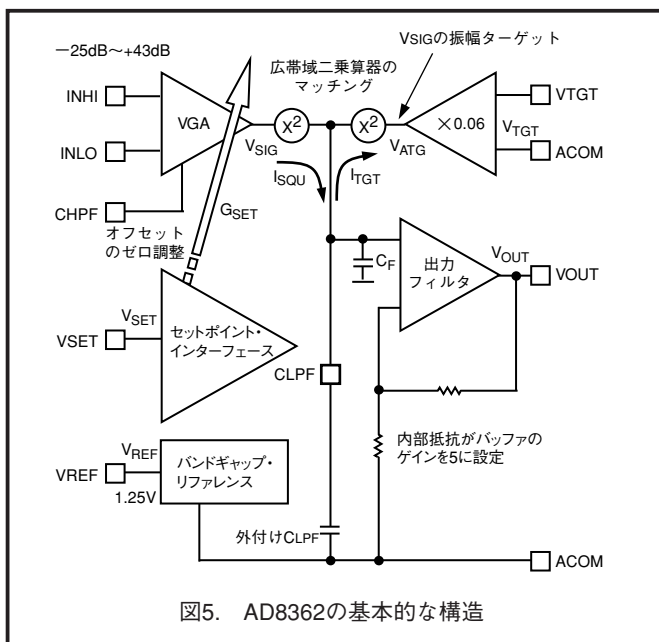 －25dB～+43dB
INHI
INLO
CHPF
VGA
VSIG
X2
広帯域二乗算器の
マッチング
X2
VATG
VSIGの振幅ターゲット
×0.06
VTGT
VTGT
ACOM
ISQU
ITGT
GSET
オフセット
のゼロ調整
CF
出力
フィルタ
VOUT
VOUT
VSET
VSET
セットポイント・
インターフェース
CLPF
内部抵抗がバッファの
ゲインを5に設定
VREF
VREF
1.25V
バンドギャップ・
リファレンス
外付けCLPF
ACOM
図5. AD8362の基本的な構造